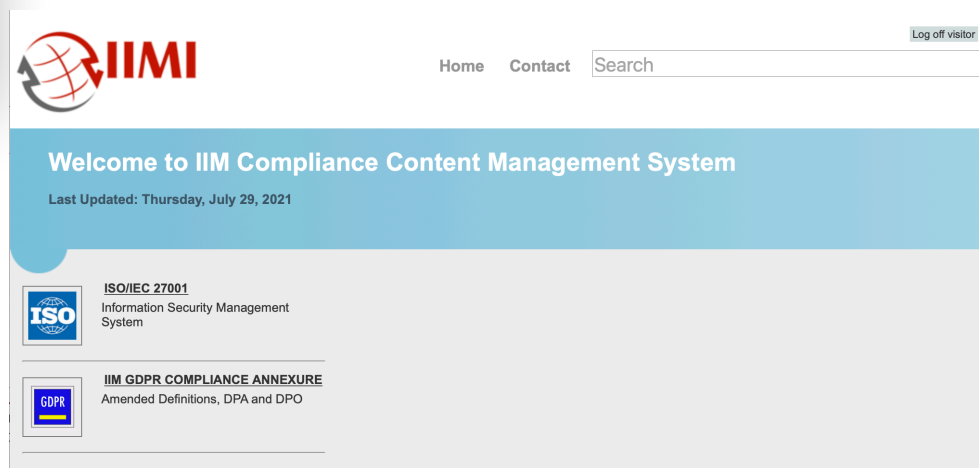 IIMI
Log off visitor
Home Contact Search
Welcome to IIM Compliance Content Management System
Last Updated: Thursday, July 29, 2021
ISO
ISO/IEC 27001
Information Security Management
System
GDPR
IIM GDPR COMPLIANCE ANNEXURE
Amended Definitions, DPA and DPO